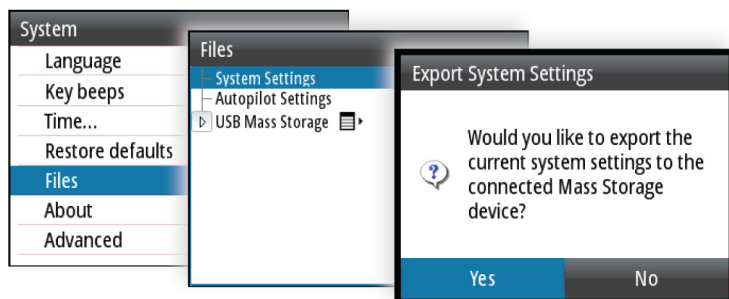 System
Language
Key beeps
Time...
Restore defaults
Files
About
Advanced
Files
System Settings
Autopilot Settings
USB Mass Storage
Export System Settings
Would you like to export the
current system settings to the
connected Mass Storage
device?
Yes
No